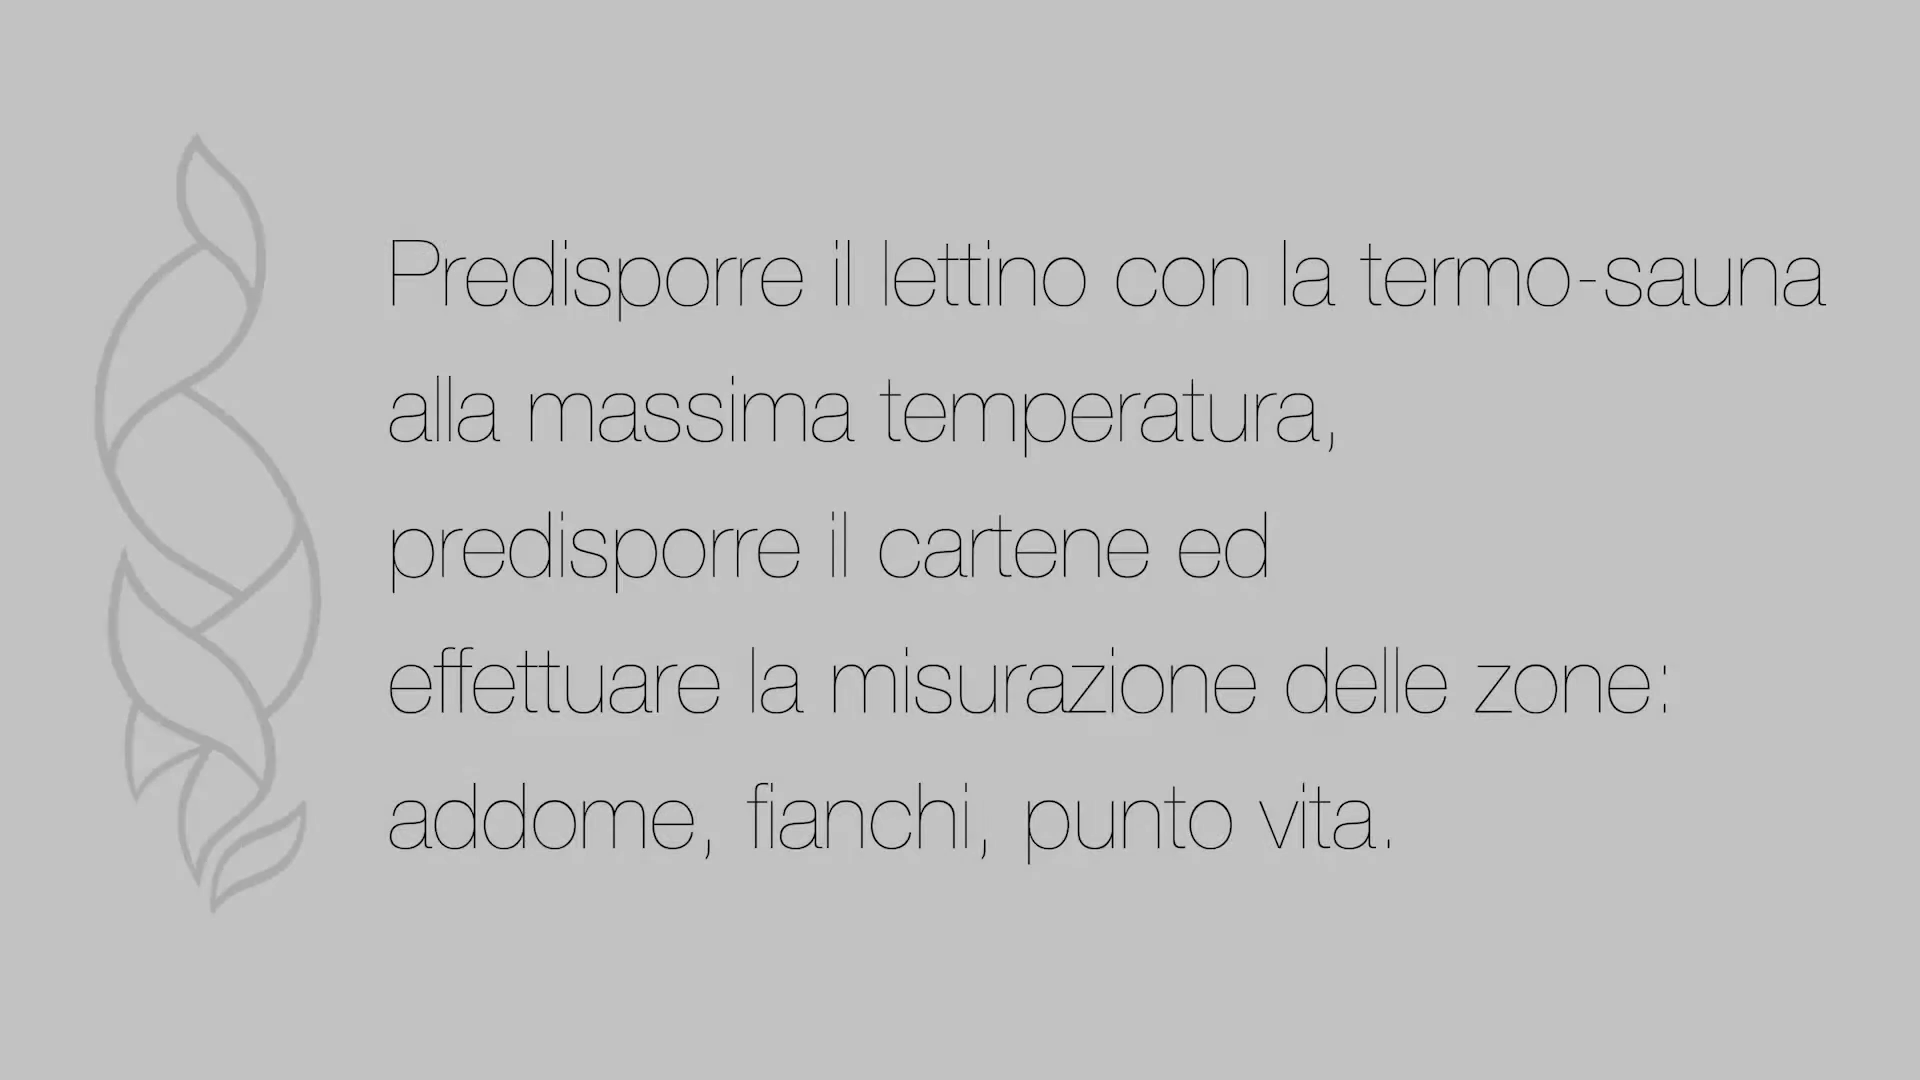 Predisporre il lettino con la termo-sauna
alla massima temperatura,
predisporre il cartene ed
effettuare la misurazione delle zone:
addome, fianchi, punto vita.